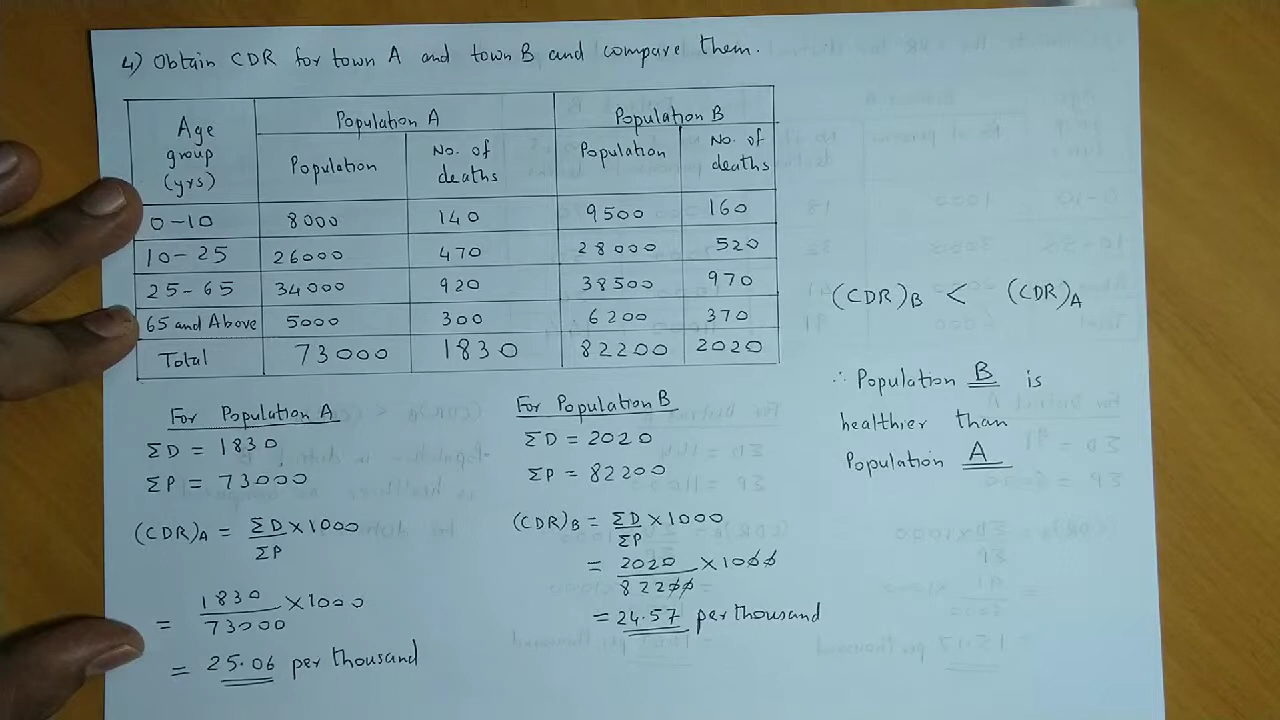 4) Obtain CDR for town A and town B and compare them.
Age group (yrs) | Population A | Population B
Population | No. of deaths | Population | No. of deaths
0-10 | 8000 | 140 | 9500 | 160
10-25 | 26000 | 470 | 28000 | 520
25-65 | 34000 | 920 | 38500 | 970
65 and Above | 5000 | 300 | 6200 | 370
Total | 73000 | 1830 | 82200 | 2020
For Population A
ΣD = 1830
ΣP = 73000
(CDR)A = ΣD/ΣP × 1000
= 1830/73000 × 1000
= 25.06 per thousand
For Population B
ΣD = 2020
ΣP = 82200
(CDR)B = ΣD/ΣP × 1000
= 2020/82200 × 1000
= 24.57 per thousand
(CDR)B < (CDR)A
∴ Population B is
healthier than
Population A